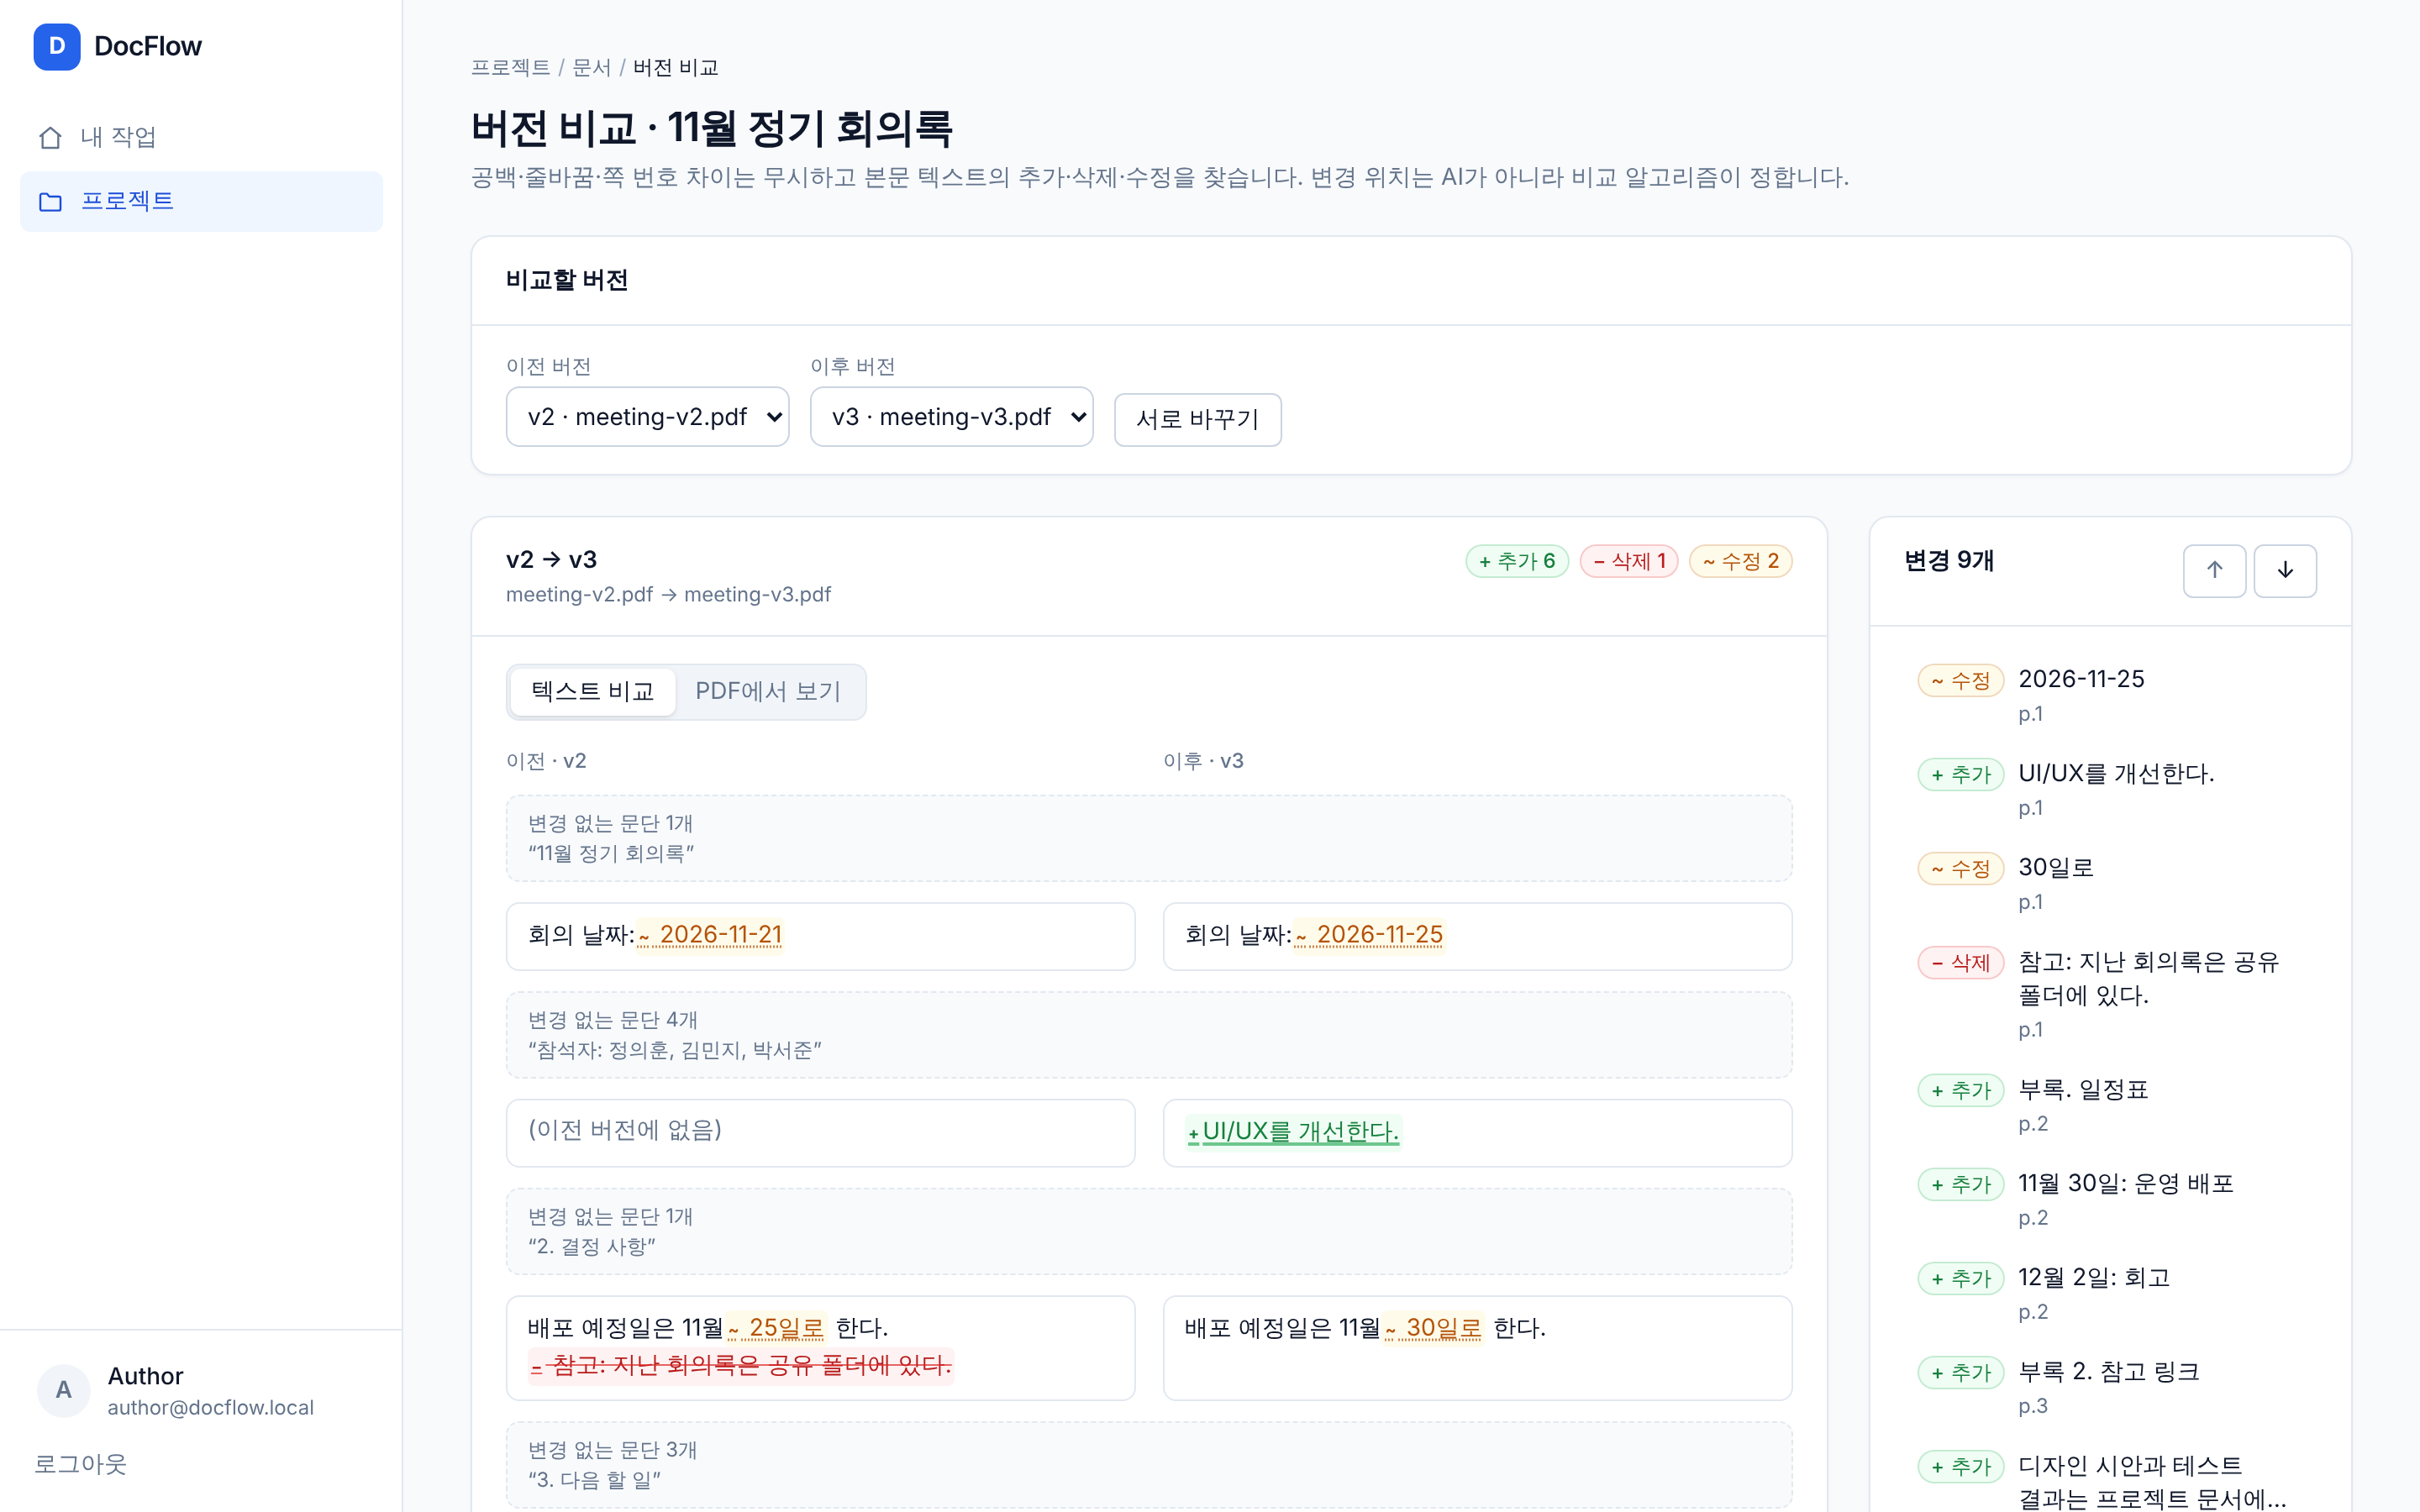 D DocFlow
내 작업
프로젝트
Author
A
author@docflow.local
로그아웃
프로젝트 / 문서 / 버전 비교
버전 비교 · 11월 정기 회의록
공백·줄바꿈·쪽 번호 차이는 무시하고 본문 텍스트의 추가·삭제·수정을 찾습니다. 변경 위치는 AI가 아니라 비교 알고리즘이 정합니다.
비교할 버전
이전 버전
이후 버전
v2 · meeting-v2.pdf
v3 · meeting-v3.pdf
서로 바꾸기
v2 → v3
+ 추가 6
− 삭제 1
~ 수정 2
meeting-v2.pdf → meeting-v3.pdf
텍스트 비교
PDF에서 보기
이전 · v2
이후 · v3
변경 없는 문단 1개
“11월 정기 회의록”
회의 날짜:~ 2026-11-21
회의 날짜:~ 2026-11-25
변경 없는 문단 4개
“참석자: 정의훈, 김민지, 박서준”
(이전 버전에 없음)
+UI/UX를 개선한다.
변경 없는 문단 1개
“2. 결정 사항”
배포 예정일은 11월~ 25일로 한다.
− 참고: 지난 회의록은 공유 폴더에 있다.
배포 예정일은 11월~ 30일로 한다.
변경 없는 문단 3개
“3. 다음 할 일”
변경 9개
↑
↓
~ 수정 2026-11-25
p.1
+ 추가 UI/UX를 개선한다.
p.1
~ 수정 30일로
p.1
− 삭제 참고: 지난 회의록은 공유
폴더에 있다.
p.1
+ 추가 부록. 일정표
p.2
+ 추가 11월 30일: 운영 배포
p.2
+ 추가 12월 2일: 회고
p.2
+ 추가 부록 2. 참고 링크
p.3
+ 추가 디자인 시안과 테스트
결과는 프로젝트 문서에...